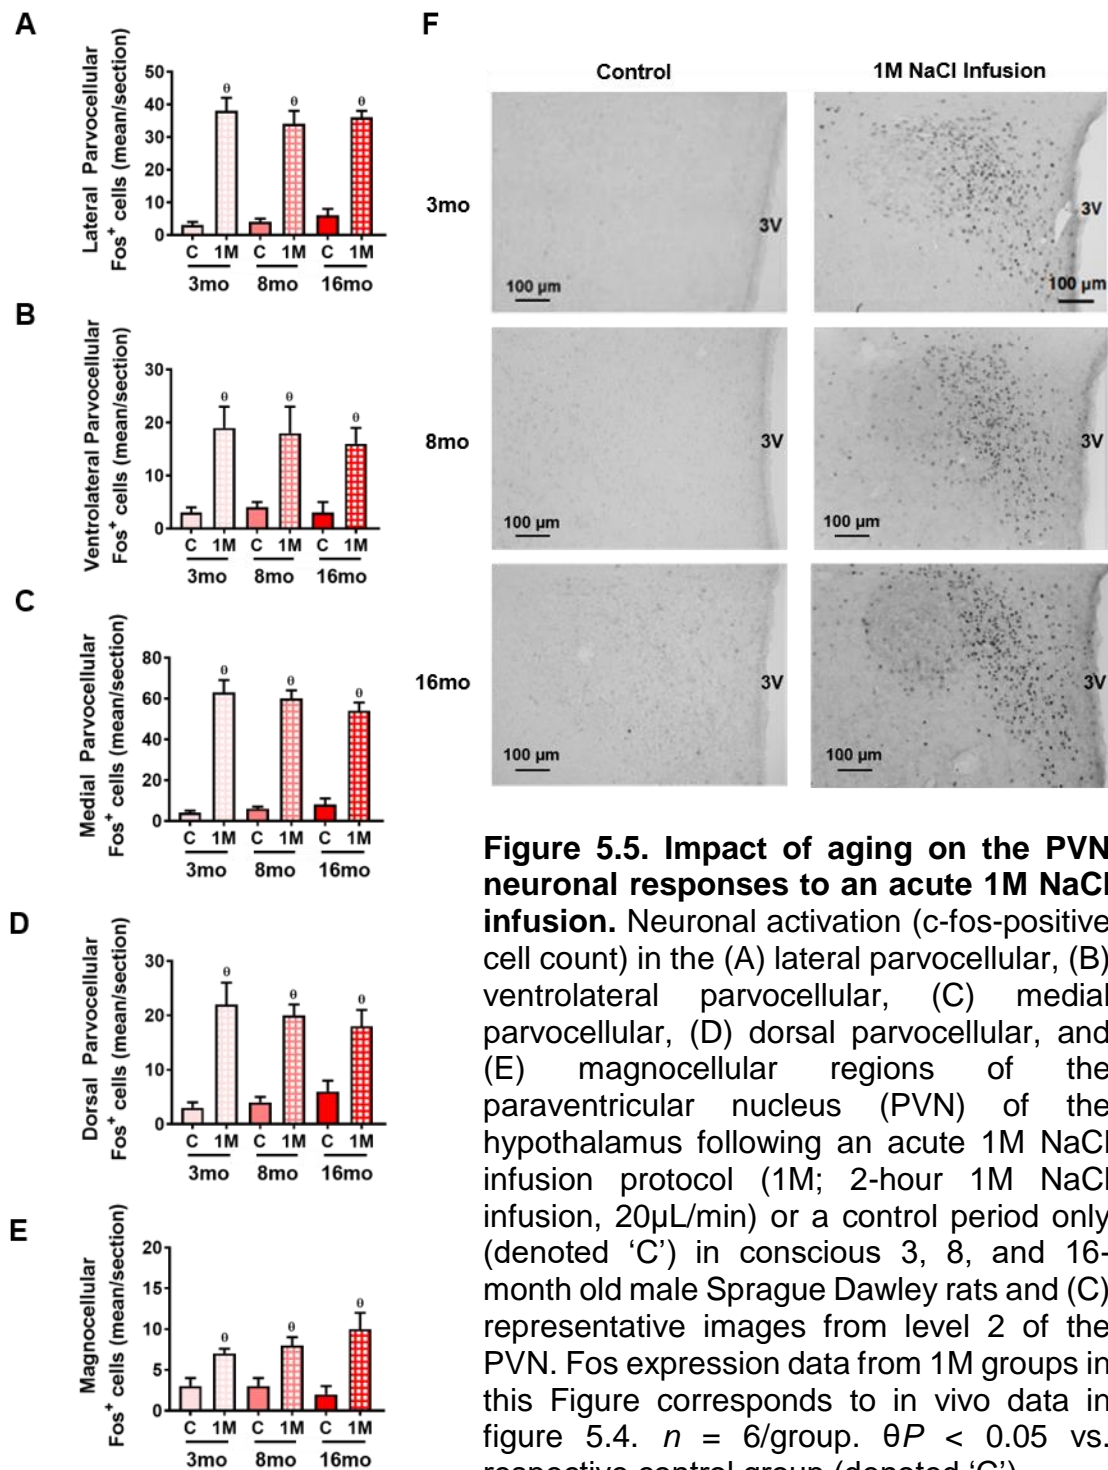 A
Lateral Parvocellular
Fos+ cells (mean/section)
50
40
30
20
10
0
θ
θ
θ
C 1M C 1M C 1M
3mo 8mo 16mo
B
Ventrolateral Parvocellular
Fos+ cells (mean/section)
30
20
10
0
θ
θ
θ
C 1M C 1M C 1M
3mo 8mo 16mo
C
Medial Parvocellular
Fos+ cells (mean/section)
80
60
40
20
0
θ
θ
θ
C 1M C 1M C 1M
3mo 8mo 16mo
D
Dorsal Parvocellular
Fos+ cells (mean/section)
30
20
10
0
θ
θ
θ
C 1M C 1M C 1M
3mo 8mo 16mo
E
Magnocellular
Fos+ cells (mean/section)
20
15
10
5
0
θ
θ
θ
C 1M C 1M C 1M
3mo 8mo 16mo
F
Control 1M NaCl Infusion
3mo
3V
100 µm
3V
100 µm
8mo
3V
100 µm
3V
100 µm
16mo
3V
100 µm
3V
100 µm
Figure 5.5. Impact of aging on the PVN
neuronal responses to an acute 1M NaCl
infusion. Neuronal activation (c-fos-positive
cell count) in the (A) lateral parvocellular, (B)
ventrolateral parvocellular, (C) medial
parvocellular, (D) dorsal parvocellular, and
(E) magnocellular regions of the
paraventricular nucleus (PVN) of the
hypothalamus following an acute 1M NaCl
infusion protocol (1M; 2-hour 1M NaCl
infusion, 20µL/min) or a control period only
(denoted ‘C’) in conscious 3, 8, and 16-
month old male Sprague Dawley rats and (C)
representative images from level 2 of the
PVN. Fos expression data from 1M groups in
this Figure corresponds to in vivo data in
figure 5.4. n = 6/group. θP < 0.05 vs.
respective control group (denoted ‘C’)